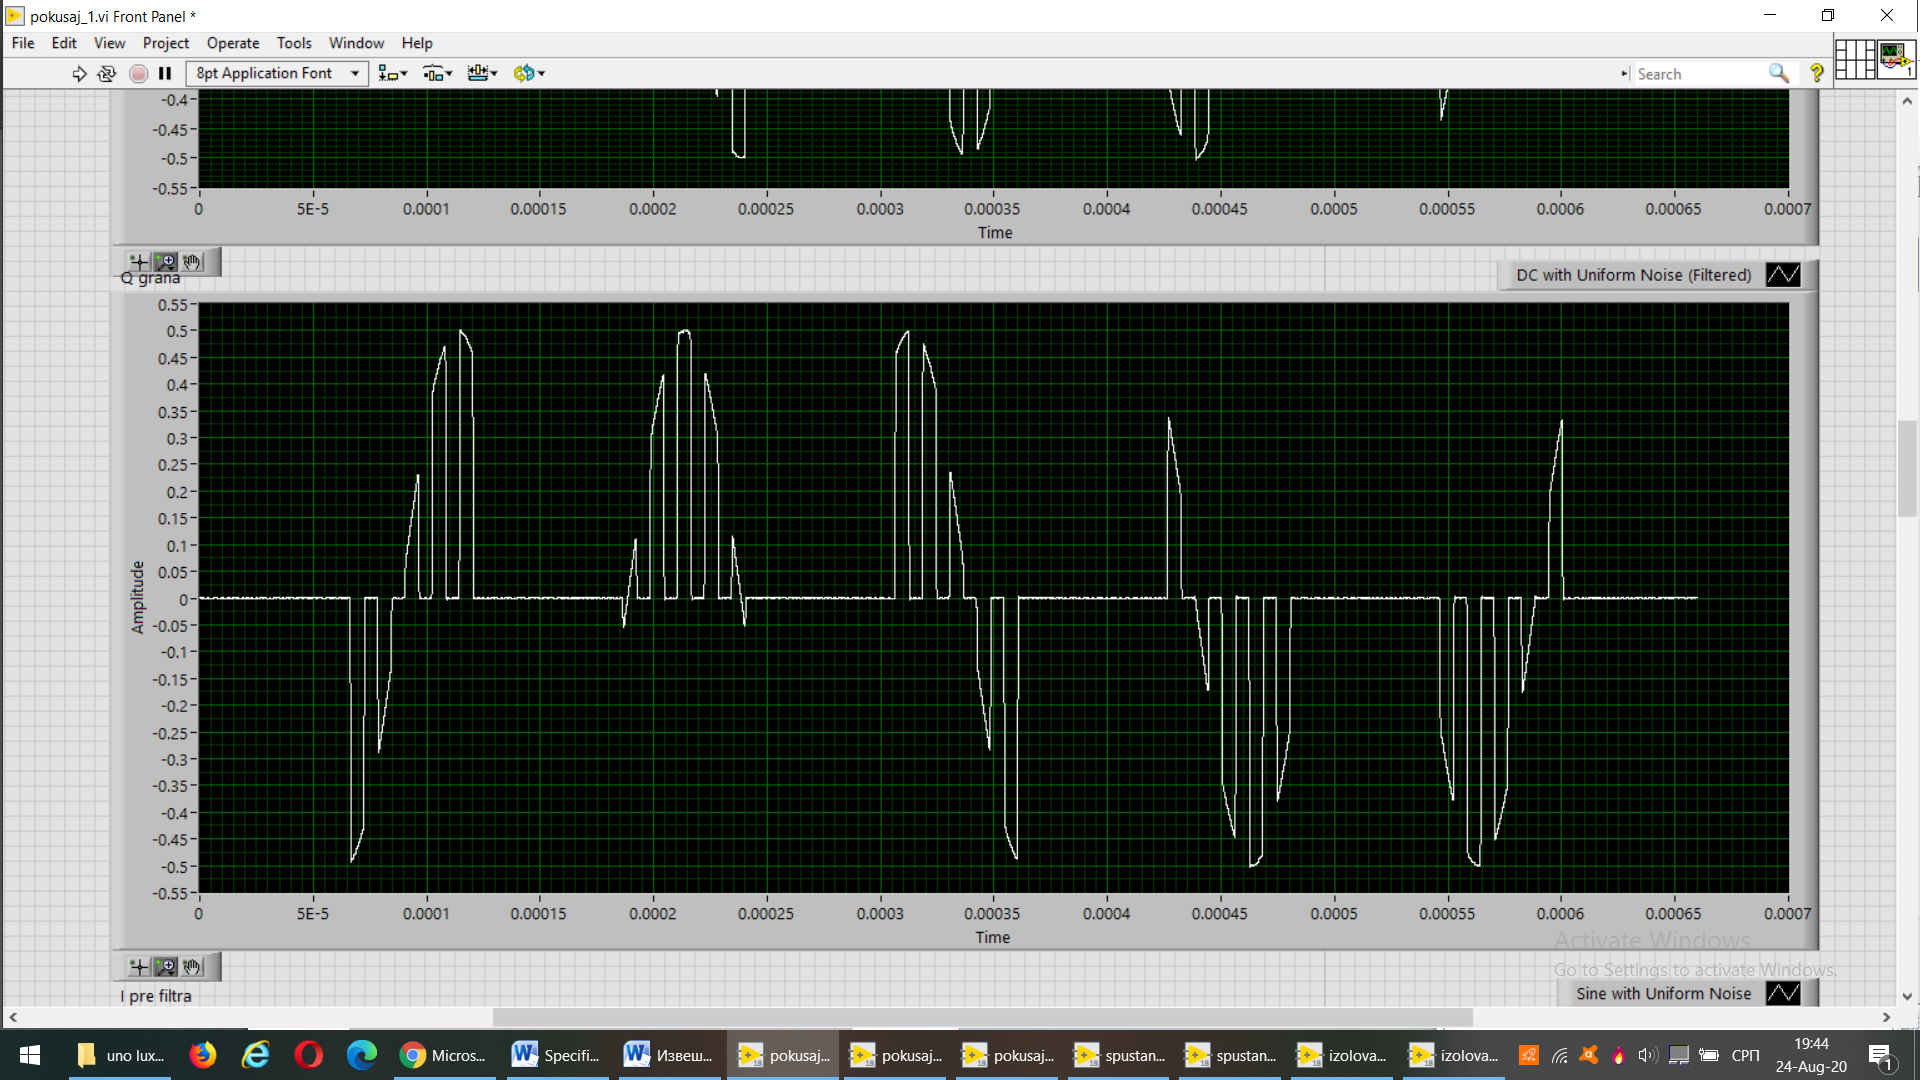 pokusaj_1.vi Front Panel *
File Edit View Project Operate Tools Window Help
8pt Application Font
Search
1
-0.4
-0.45
-0.5
-0.55
0 5E-5 0.0001 0.00015 0.0002 0.00025 0.0003 0.00035 0.0004 0.00045 0.0005 0.00055 0.0006 0.00065 0.0007
Time
Q grana
DC with Uniform Noise (Filtered)
Amplitude
0.55
0.5
0.45
0.4
0.35
0.3
0.25
0.2
0.15
0.1
0.05
0
-0.05
-0.1
-0.15
-0.2
-0.25
-0.3
-0.35
-0.4
-0.45
-0.5
-0.55
0 5E-5 0.0001 0.00015 0.0002 0.00025 0.0003 0.00035 0.0004 0.00045 0.0005 0.00055 0.0006 0.00065 0.0007
Time
Activate Windows
Go to Settings to activate Windows.
I pre filtra
Sine with Uniform Noise
uno lux... Micros... Specifi... Извеш... pokusaj... pokusaj... pokusaj... spustan... spustan... izolova... izolova... СРП
19:44
24-Aug-20
1